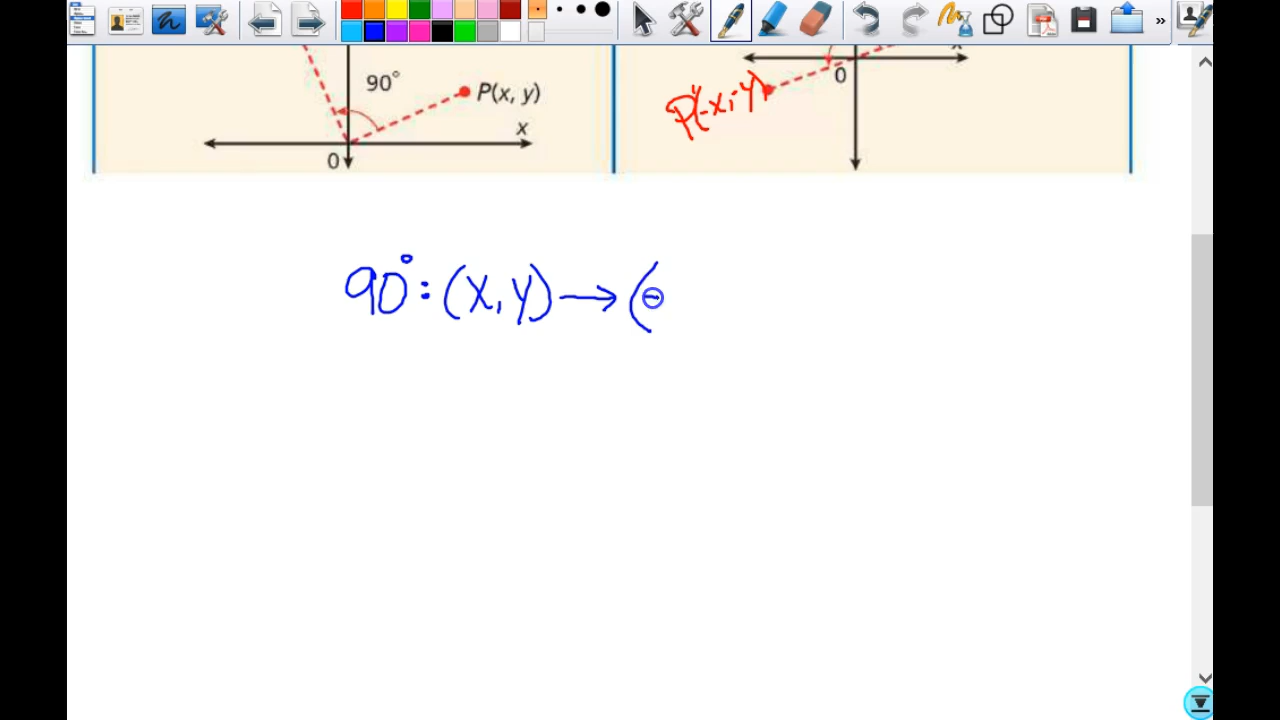 90° P(x, y) x 0
x 0 P'(-x,-y)
90°: (x, y) → (-